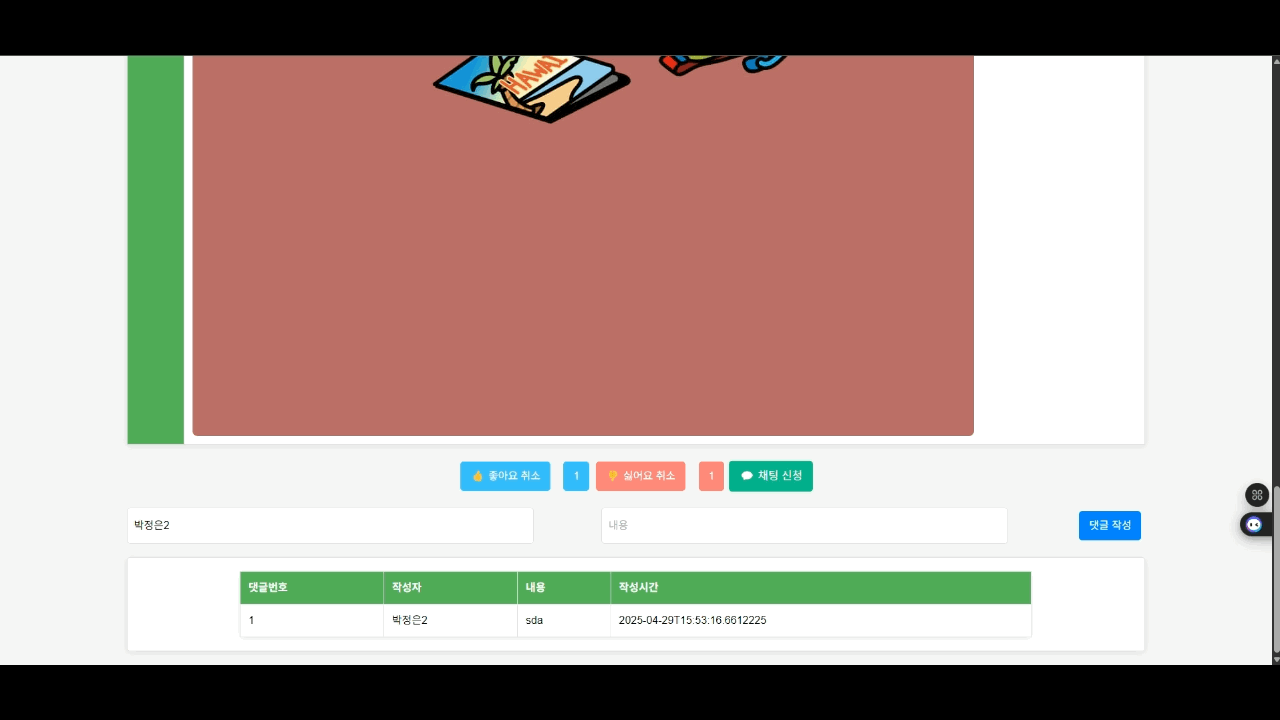 HAWAII
👍 좋아요 취소 1 👎 싫어요 취소 1 💬 채팅 신청
박정은2 내용 댓글 작성
댓글번호 작성자 내용 작성시간
1 박정은2 sda 2025-04-29T15:53:16.6612225